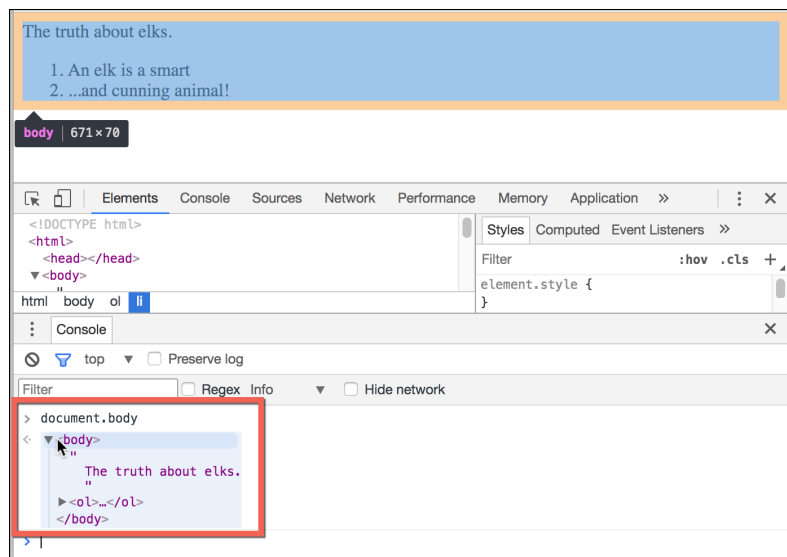 The truth about elks.
1. An elk is a smart
2. ...and cunning animal!
body | 671×70
Elements Console Sources Network Performance Memory Application »
<!DOCTYPE html>
<html>
<head></head>
▼<body>
"
html body ol li
Styles Computed Event Listeners »
Filter :hov .cls +
element.style {
}
Console
top ▼ Preserve log
Filter Regex Info ▼ Hide network
> document.body
▼<body>
"
The truth about elks.
"
▶<ol>…</ol>
</body>
>